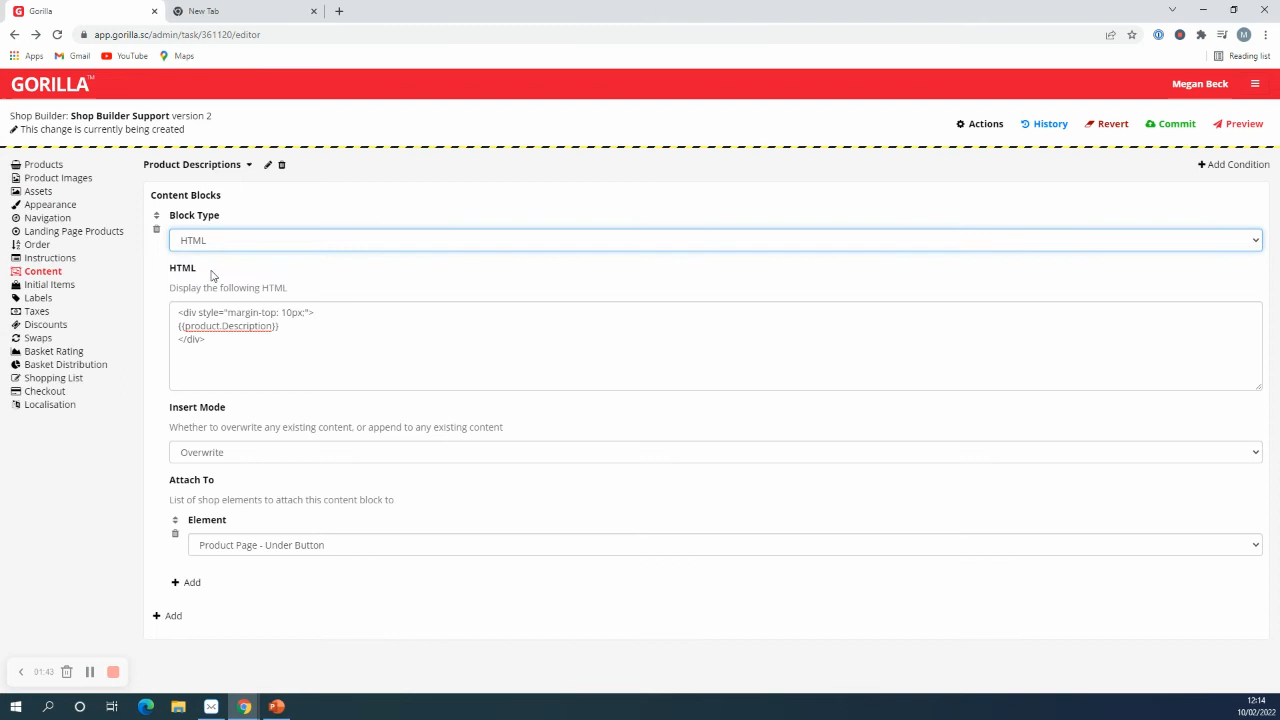 Gorilla
New Tab
app.gorilla.sc/admin/task/361120/editor
M
Apps
Gmail
YouTube
Maps
Reading list
GORILLA™
Megan Beck
Shop Builder: Shop Builder Support version 2
This change is currently being created
Actions
History
Revert
Commit
Preview
Products
Product Images
Assets
Appearance
Navigation
Landing Page Products
Order
Instructions
Content
Initial Items
Labels
Taxes
Discounts
Swaps
Basket Rating
Basket Distribution
Shopping List
Checkout
Localisation
Product Descriptions
Add Condition
Content Blocks
Block Type
HTML
HTML
Display the following HTML
<div style="margin-top: 10px;">
{{product.Description}}
</div>
Insert Mode
Whether to overwrite any existing content, or append to any existing content
Overwrite
Attach To
List of shop elements to attach this content block to
Element
Product Page - Under Button
Add
Add
01:43
12:14
10/02/2022